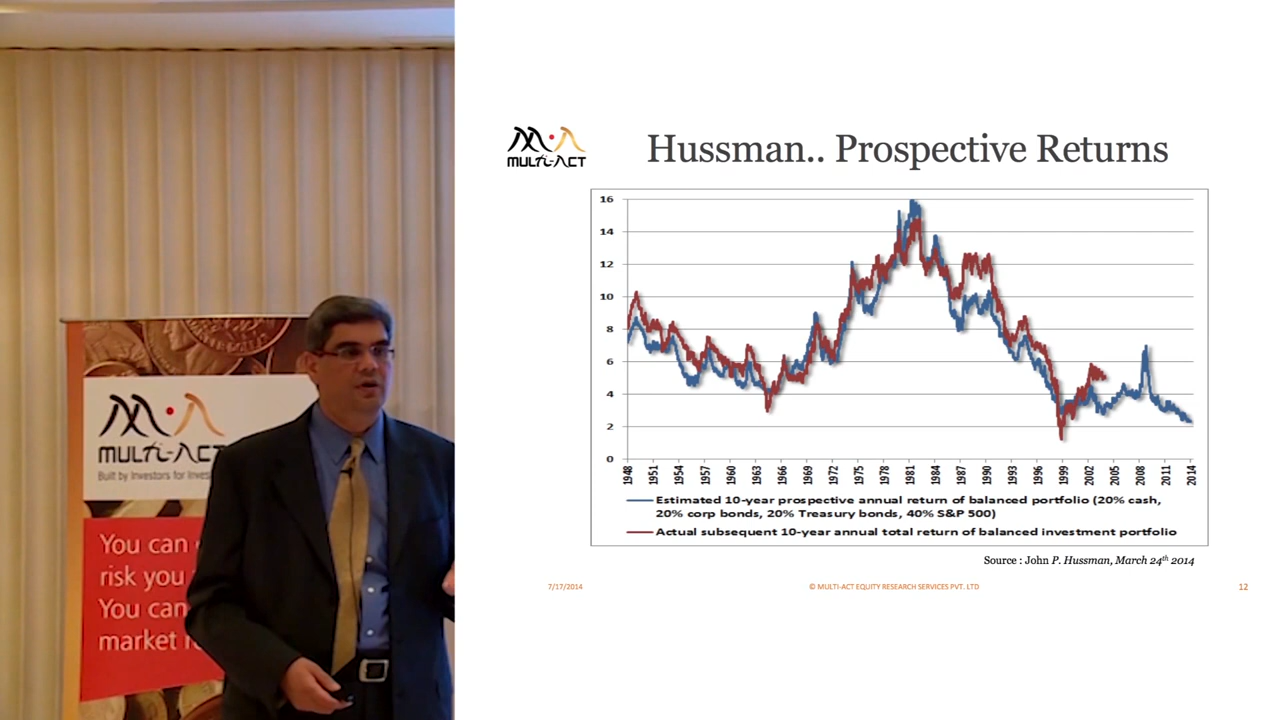 MULTI-ACT
Built by Investors for Inves
You can
risk you
You can
market
MULTI-ACT
Hussman.. Prospective Returns
16
14
12
10
8
6
4
2
0
1948 1951 1954 1957 1960 1963 1966 1969 1972 1975 1978 1981 1984 1987 1990 1993 1996 1999 2002 2005 2008 2011 2014
Estimated 10-year prospective annual return of balanced portfolio (20% cash,
20% corp bonds, 20% Treasury bonds, 40% S&P 500)
Actual subsequent 10-year annual total return of balanced investment portfolio
Source : John P. Hussman, March 24th 2014
7/17/2014 © MULTI-ACT EQUITY RESEARCH SERVICES PVT. LTD 12